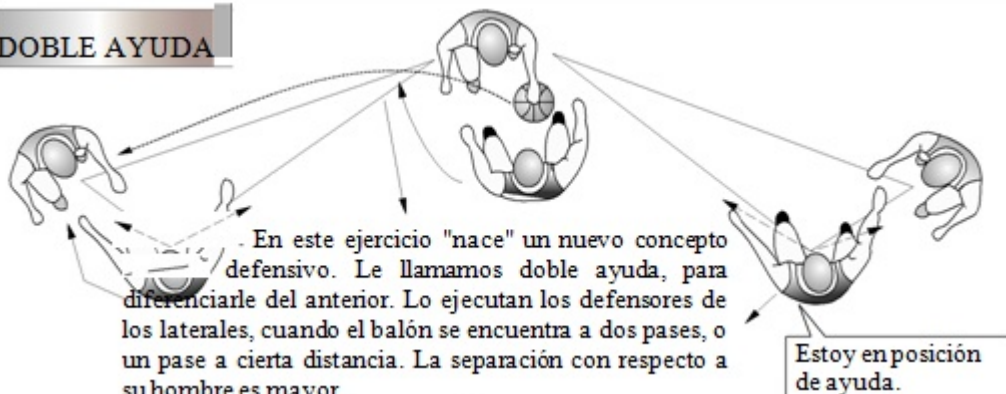 DOBLE AYUDA
En este ejercicio "nace" un nuevo concepto
defensivo. Le llamamos doble ayuda, para
diferenciarle del anterior. Lo ejecutan los defensores de
los laterales, cuando el balón se encuentra a dos pases, o
un pase a cierta distancia. La separación con respecto a
su hombre es mayor.
Estoy en posición
de ayuda.